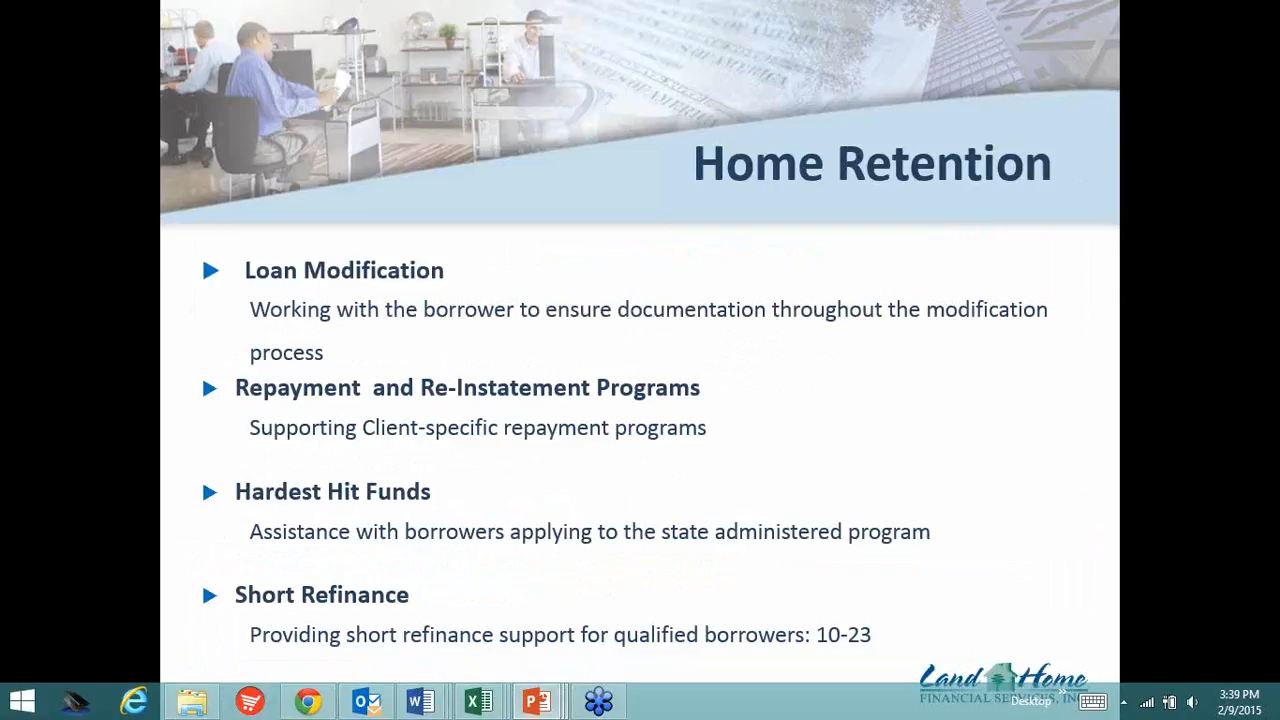 Home Retention
Loan Modification
Working with the borrower to ensure documentation throughout the modification
process
Repayment and Re-Instatement Programs
Supporting Client-specific repayment programs
Hardest Hit Funds
Assistance with borrowers applying to the state administered program
Short Refinance
Providing short refinance support for qualified borrowers: 10-23
Land Home
FINANCIAL SERVICES, INC
Desktop
3:39 PM
2/9/2015